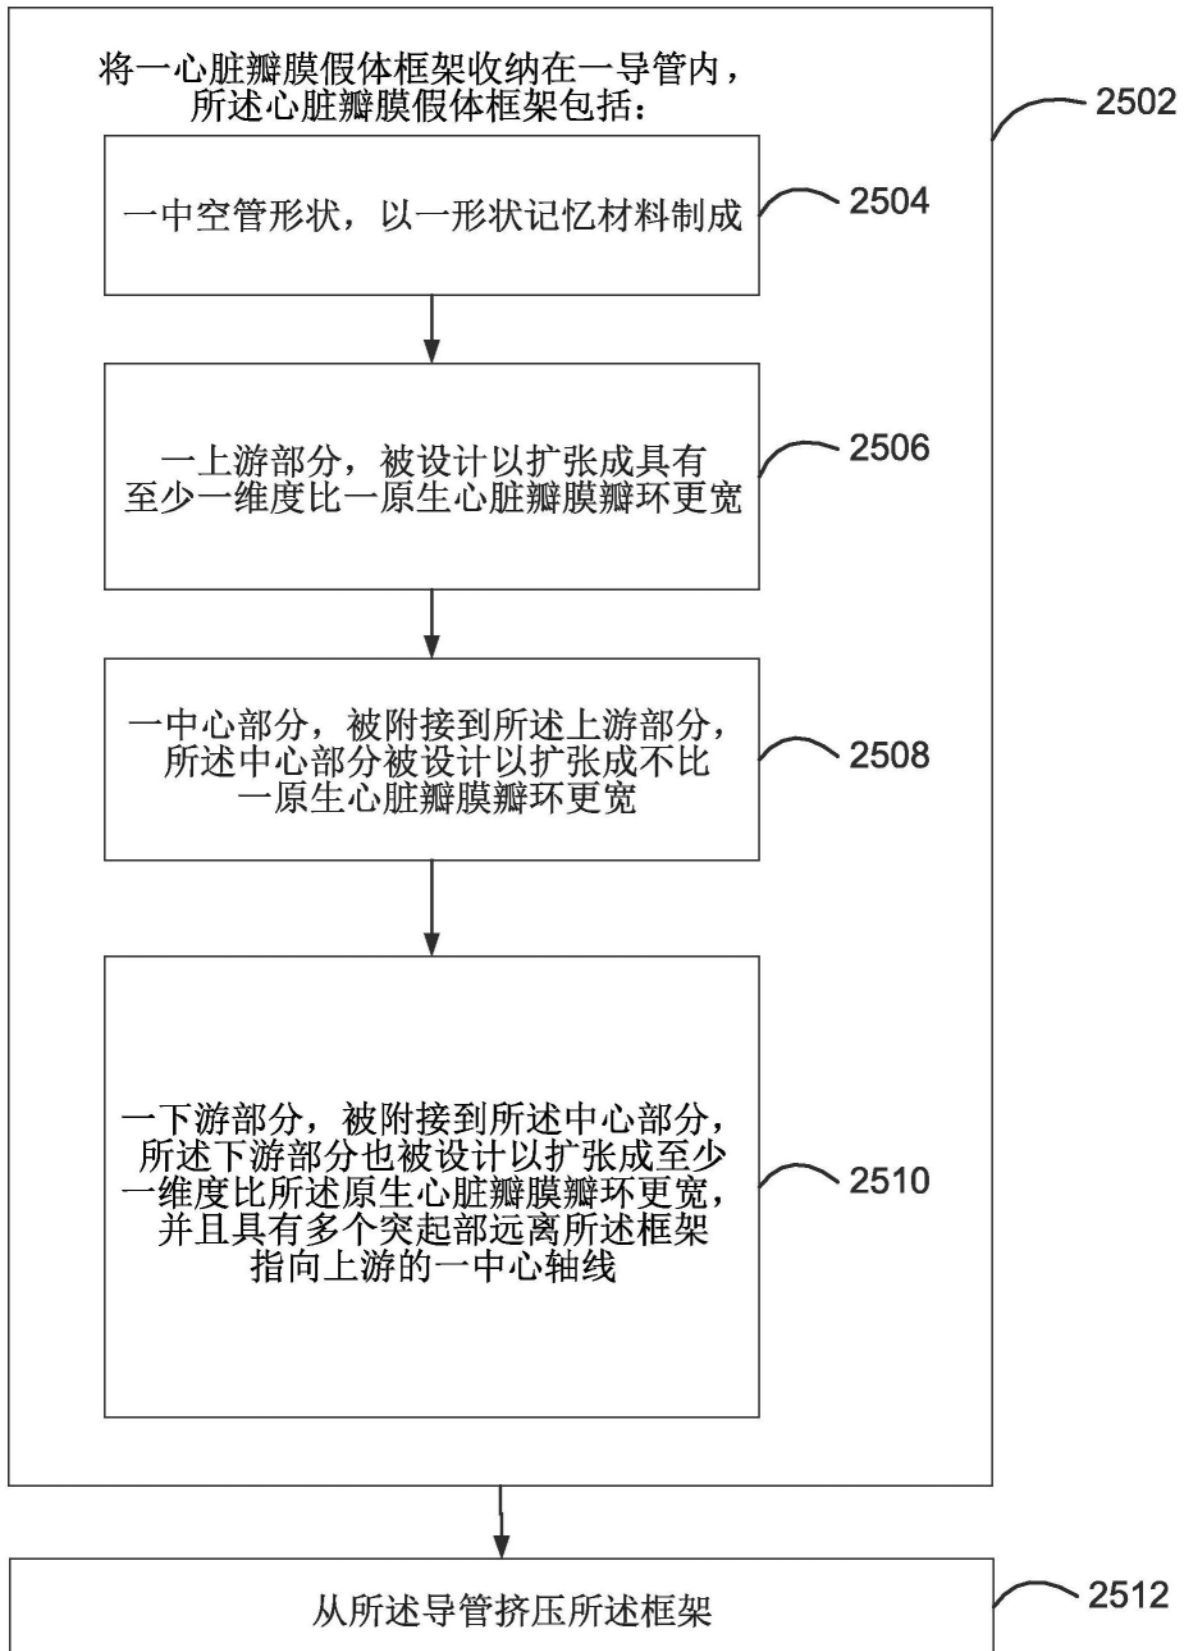 将一心脏瓣膜假体框架收纳在一导管内，
所述心脏瓣膜假体框架包括：
2502
一中空管形状，以一形状记忆材料制成
2504
一上游部分，被设计以扩张成具有
至少一维度比一原生心脏瓣膜瓣环更宽
2506
一中心部分，被附接到所述上游部分，
所述中心部分被设计以扩张成不比
一原生心脏瓣膜瓣环更宽
2508
一下游部分，被附接到所述中心部分，
所述下游部分也被设计以扩张成至少
一维度比所述原生心脏瓣膜瓣环更宽，
并且具有多个突起部远离所述框架
指向上游的一中心轴线
2510
从所述导管挤压所述框架
2512